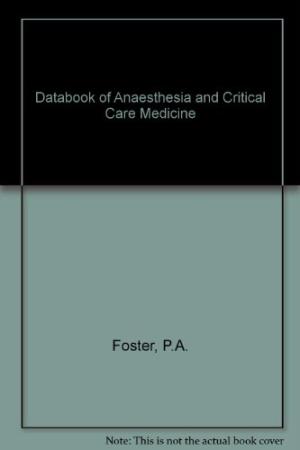 Databook of Anaesthesia and Critical
Care Medicine
Foster, P.A.
Note: This is not the actual book cover